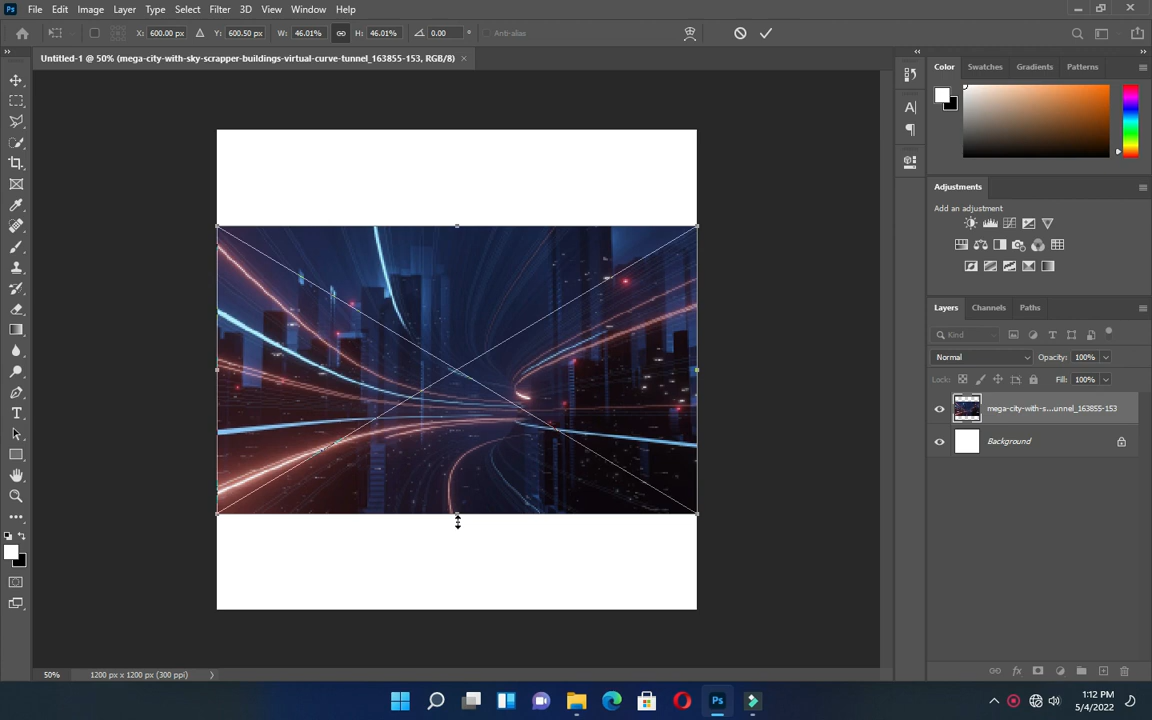 Ps File Edit Image Layer Type Select Filter 3D View Window Help
X: 600.00 px Y: 600.50 px W: 46.01% H: 46.01% 0.00 ° Anti-alias
Untitled-1 @ 50% (mega-city-with-sky-scrapper-buildings-virtual-curve-tunnel_163855-153, RGB/8) ×
Color Swatches Gradients Patterns
Adjustments
Add an adjustment
Layers Channels Paths
Kind
Normal Opacity: 100%
Lock: Fill: 100%
mega-city-with-s...unnel_163855-153
Background
50% 1200 px x 1200 px (300 ppi)
Ps
1:12 PM
5/4/2022